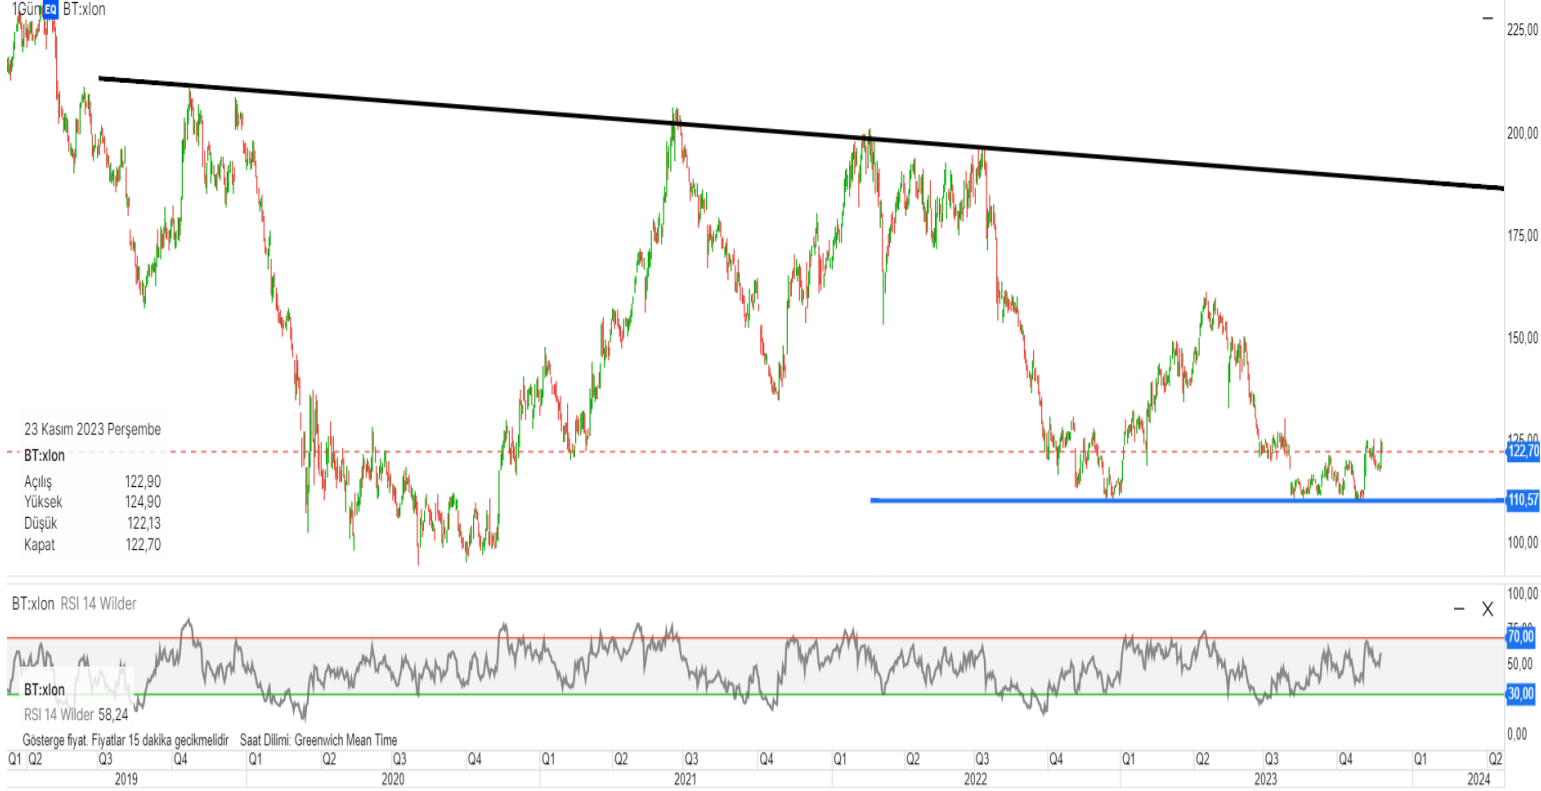 1Gün EQ BT:xlon
225,00
200,00
175,00
150,00
125,00
122,70
110,57
100,00
23 Kasım 2023 Perşembe
BT:xlon
Açılış 122,90
Yüksek 124,90
Düşük 122,13
Kapat 122,70
BT:xlon RSI 14 Wilder
100,00
75,00
70,00
50,00
30,00
0,00
BT:xlon
RSI 14 Wilder 58,24
Gösterge fiyat. Fiyatlar 15 dakika gecikmelidir Saat Dilimi: Greenwich Mean Time
Q1 Q2 Q3 Q4 Q1 Q2 Q3 Q4 Q1 Q2 Q3 Q4 Q1 Q2 Q3 Q4 Q1 Q2 Q3 Q4 Q1 Q2
2019 2020 2021 2022 2023 2024